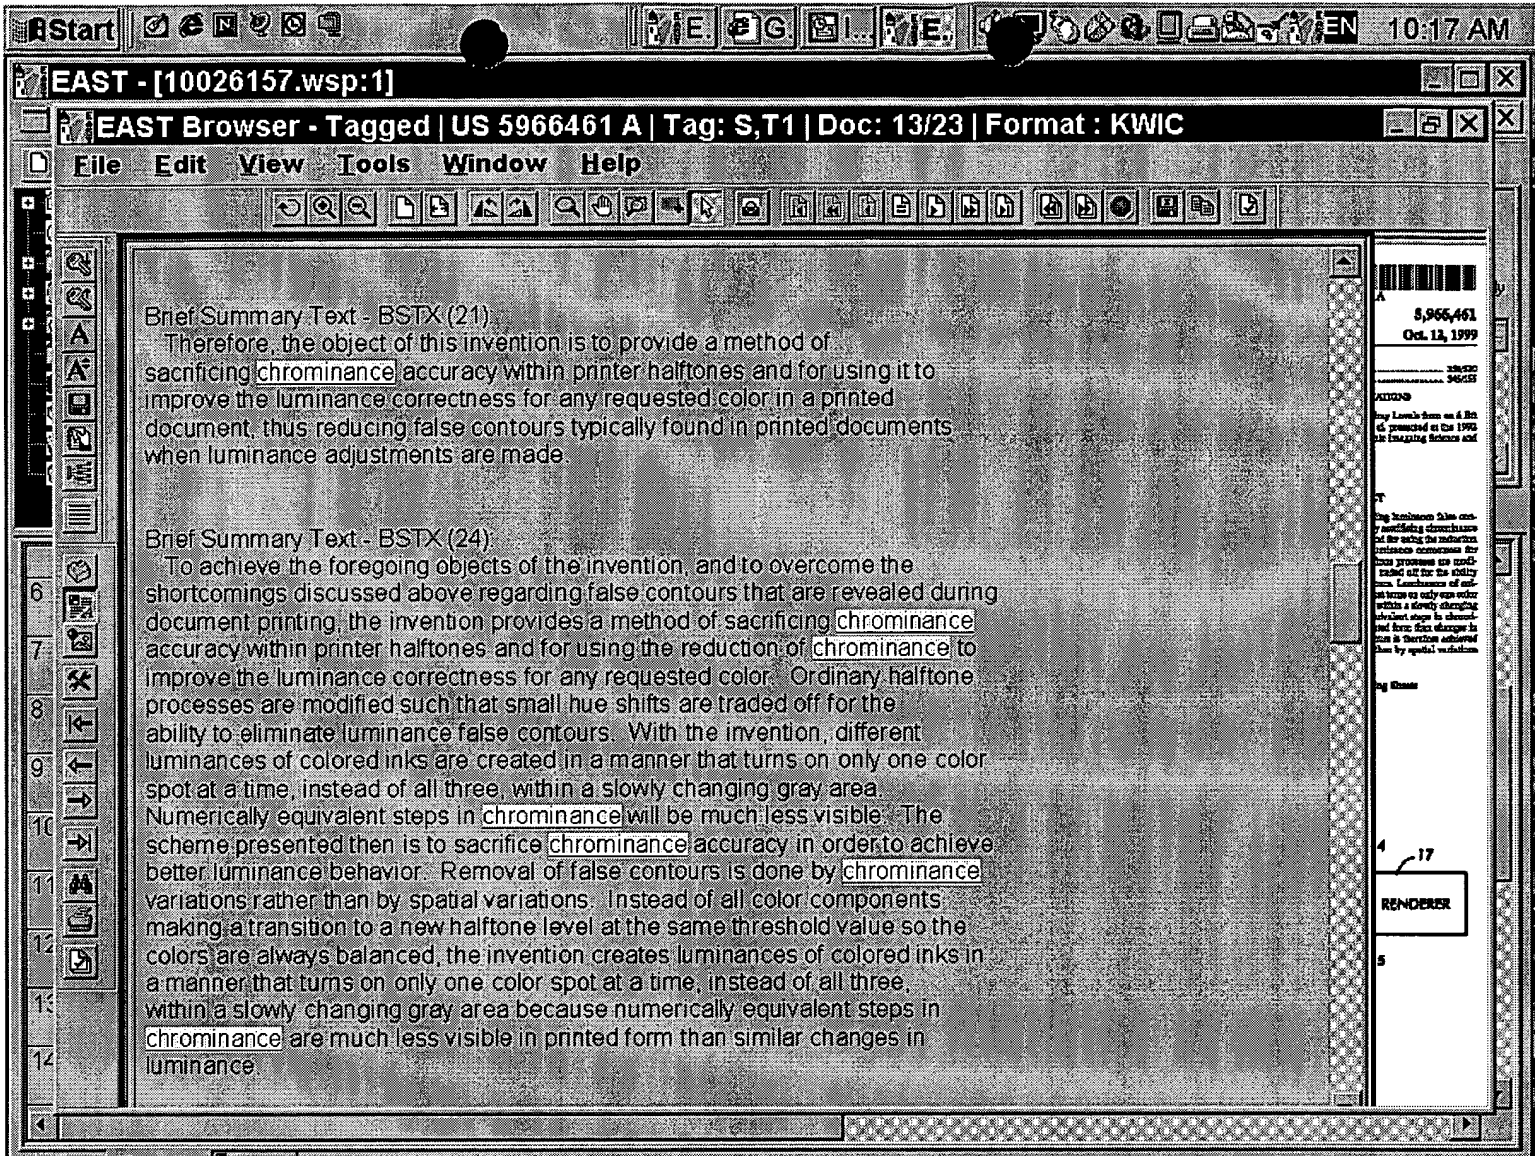 Start
E.
G.
I...
E.
EN
10:17 AM
EAST - [10026157.wsp:1]
EAST Browser - Tagged | US 5966461 A | Tag: S,T1 | Doc: 13/23 | Format : KWIC
File Edit View Tools Window Help
Brief Summary Text - BSTX (21):
Therefore, the object of this invention is to provide a method of
sacrificing chrominance accuracy within printer halftones and for using it to
improve the luminance correctness for any requested color in a printed
document, thus reducing false contours typically found in printed documents
when luminance adjustments are made.
Brief Summary Text - BSTX (24):
To achieve the foregoing objects of the invention, and to overcome the
shortcomings discussed above regarding false contours that are revealed during
document printing, the invention provides a method of sacrificing chrominance
accuracy within printer halftones and for using the reduction of chrominance to
improve the luminance correctness for any requested color. Ordinary halftone
processes are modified such that small hue shifts are traded off for the
ability to eliminate luminance false contours. With the invention, different
luminances of colored inks are created in a manner that turns on only one color
spot at a time, instead of all three, within a slowly changing gray area.
Numerically equivalent steps in chrominance will be much less visible. The
scheme presented then is to sacrifice chrominance accuracy in order to achieve
better luminance behavior. Removal of false contours is done by chrominance
variations rather than by spatial variations. Instead of all color components
making a transition to a new halftone level at the same threshold value so the
colors are always balanced, the invention creates luminances of colored inks in
a manner that turns on only one color spot at a time, instead of all three,
within a slowly changing gray area because numerically equivalent steps in
chrominance are much less visible in printed form than similar changes in
luminance.
6
7
8
9
10
11
12
13
14
5,966,461
Oct. 12, 1999
4
17
RENDERER
5